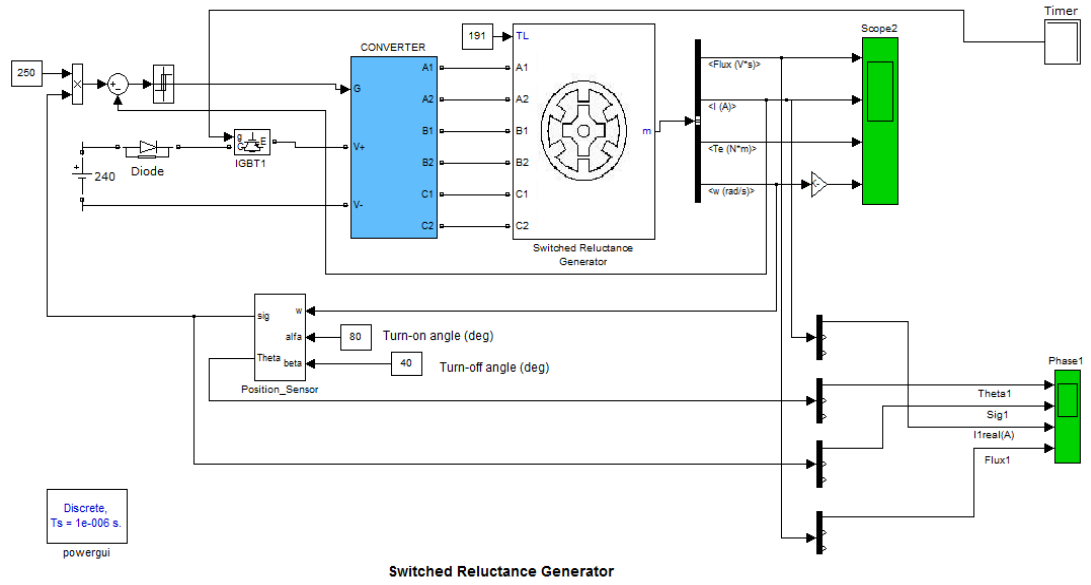 Timer
Scope2
CONVERTER
191
TL
250
x
+
−
G
A1
A1
A2
A2
B1
B1
B2
B2
C1
C1
C2
C2
V+
V-
m
<Flux (V*s)>
<I (A)>
<Te (N*m)>
<w (rad/s)>
K-
g
C
E
IGBT1
Diode
+
240
Switched Reluctance
Generator
sig
w
alfa
Theta
beta
Position_Sensor
80
Turn-on angle (deg)
40
Turn-off angle (deg)
Phase1
Theta1
Sig1
I1real(A)
Flux1
Discrete,
Ts = 1e-006 s.
powergui
Switched Reluctance Generator